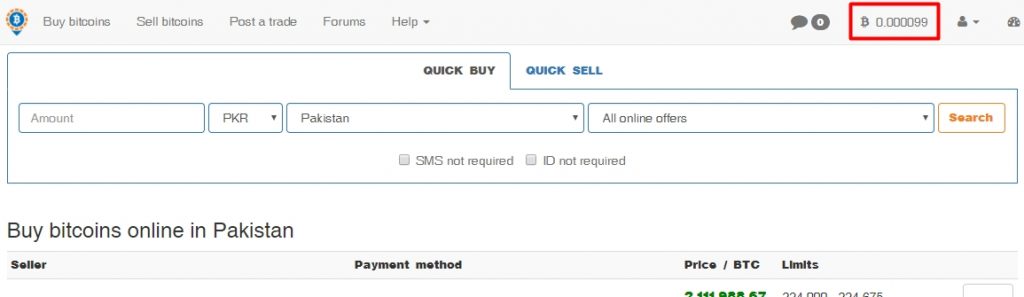 Buy bitcoins Sell bitcoins Post a trade Forums Help 0 0.000099
QUICK BUY QUICK SELL
Amount PKR Pakistan All online offers Search
SMS not required ID not required
Buy bitcoins online in Pakistan
Seller Payment method Price / BTC Limits